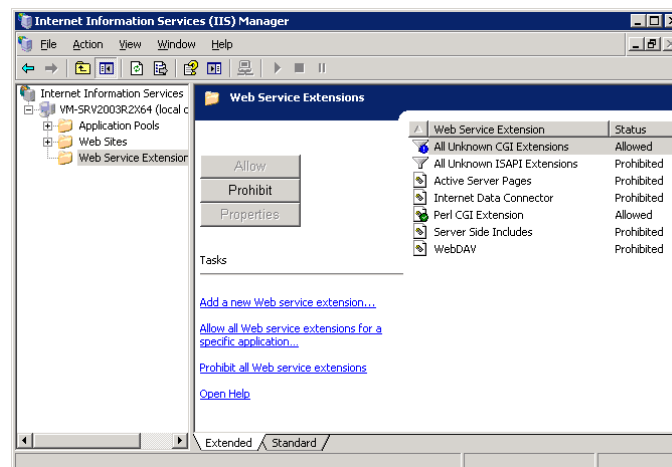 Internet Information Services (IIS) Manager
File Action View Window Help
Internet Information Services
VM-SRV2003R2X64 (local c
Application Pools
Web Sites
Web Service Extension
Web Service Extensions
Allow
Prohibit
Properties
Tasks
Add a new Web service extension...
Allow all Web service extensions for a
specific application...
Prohibit all Web service extensions
Open Help
Web Service Extension Status
All Unknown CGI Extensions Allowed
All Unknown ISAPI Extensions Prohibited
Active Server Pages Prohibited
Internet Data Connector Prohibited
Perl CGI Extension Allowed
Server Side Includes Prohibited
WebDAV Prohibited
Extended Standard